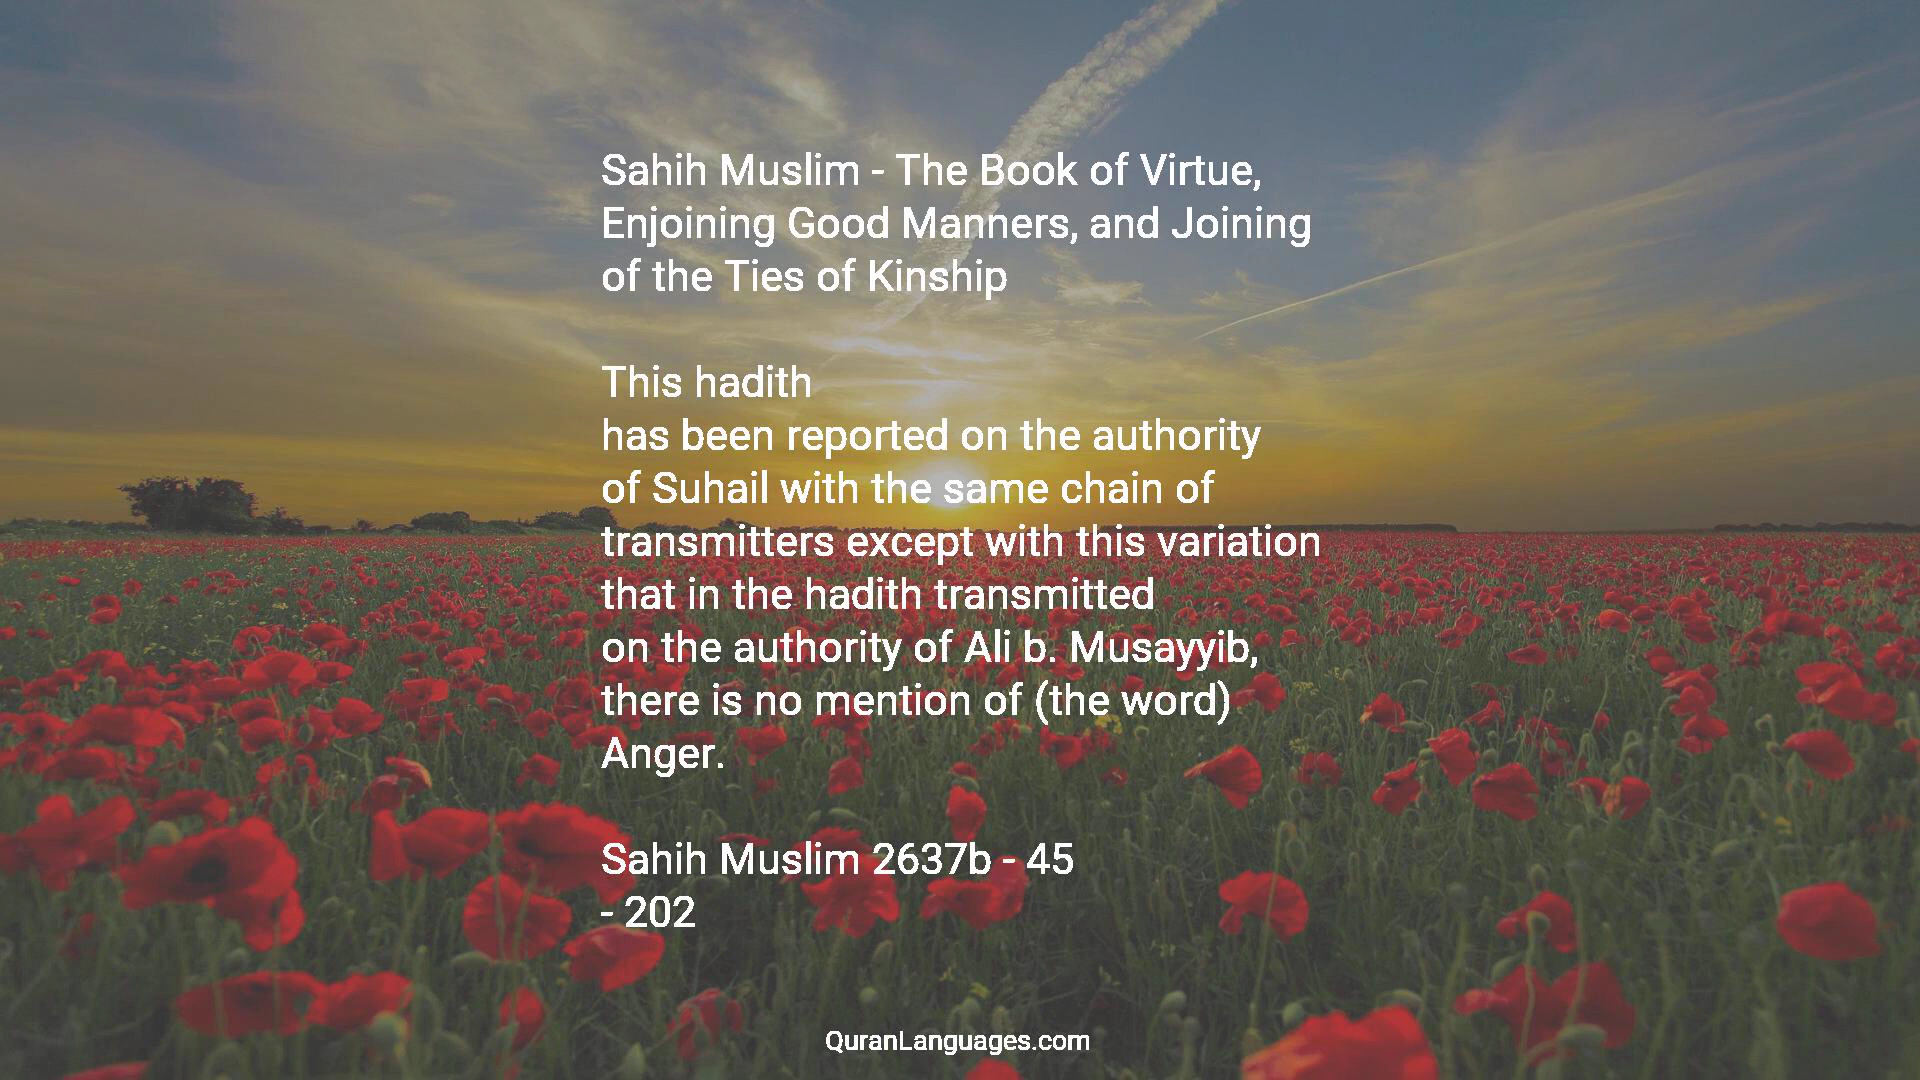 Sahih Muslim - The Book of Virtue,
Enjoining Good Manners, and Joining
of the Ties of Kinship
This hadith
has been reported on the authority
of Suhail with the same chain of
transmitters except with this variation
that in the hadith transmitted
on the authority of Ali b. Musayyib,
there is no mention of (the word)
Anger.
Sahih Muslim 2637b - 45
- 202
QuranLanguages.com